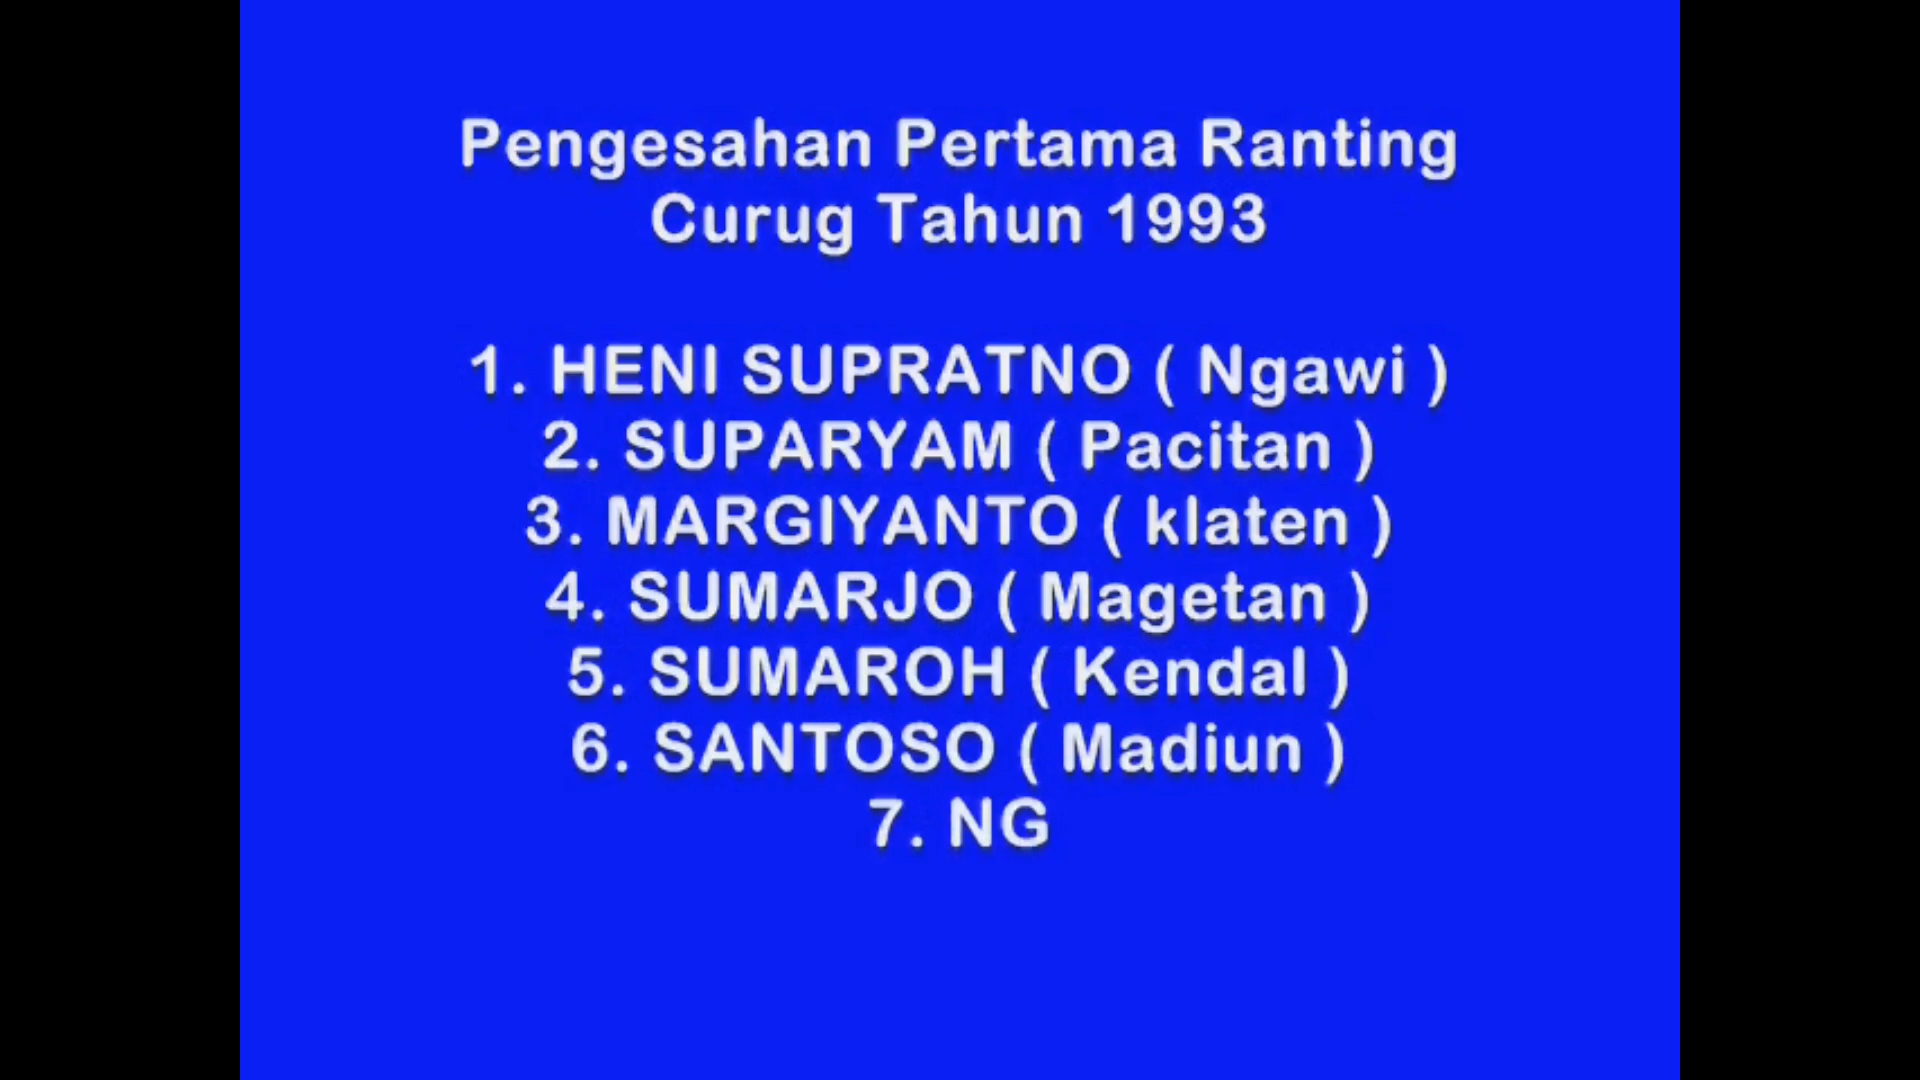 Pengesahan Pertama Ranting
Curug Tahun 1993
1. HENI SUPRATNO ( Ngawi )
2. SUPARYAM ( Pacitan )
3. MARGIYANTO ( klaten )
4. SUMARJO ( Magetan )
5. SUMAROH ( Kendal )
6. SANTOSO ( Madiun )
7. NG